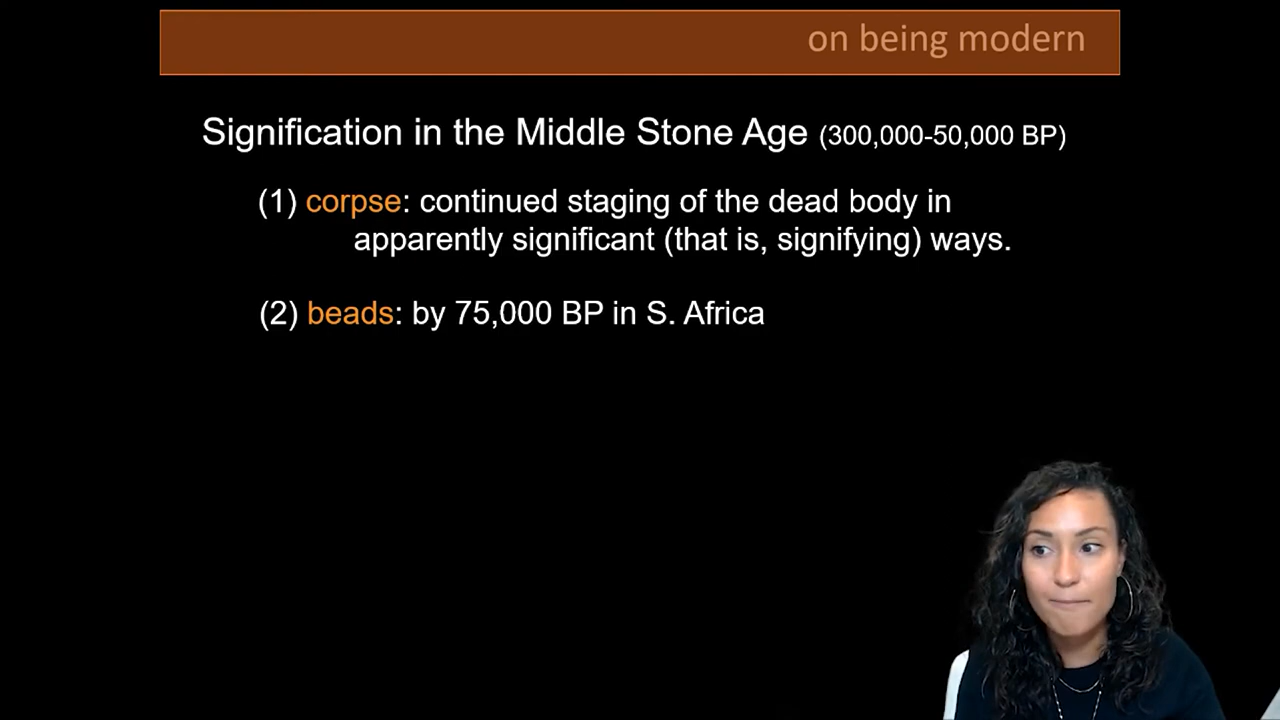 on being modern
Signification in the Middle Stone Age (300,000-50,000 BP)
(1) corpse: continued staging of the dead body in
apparently significant (that is, signifying) ways.
(2) beads: by 75,000 BP in S. Africa